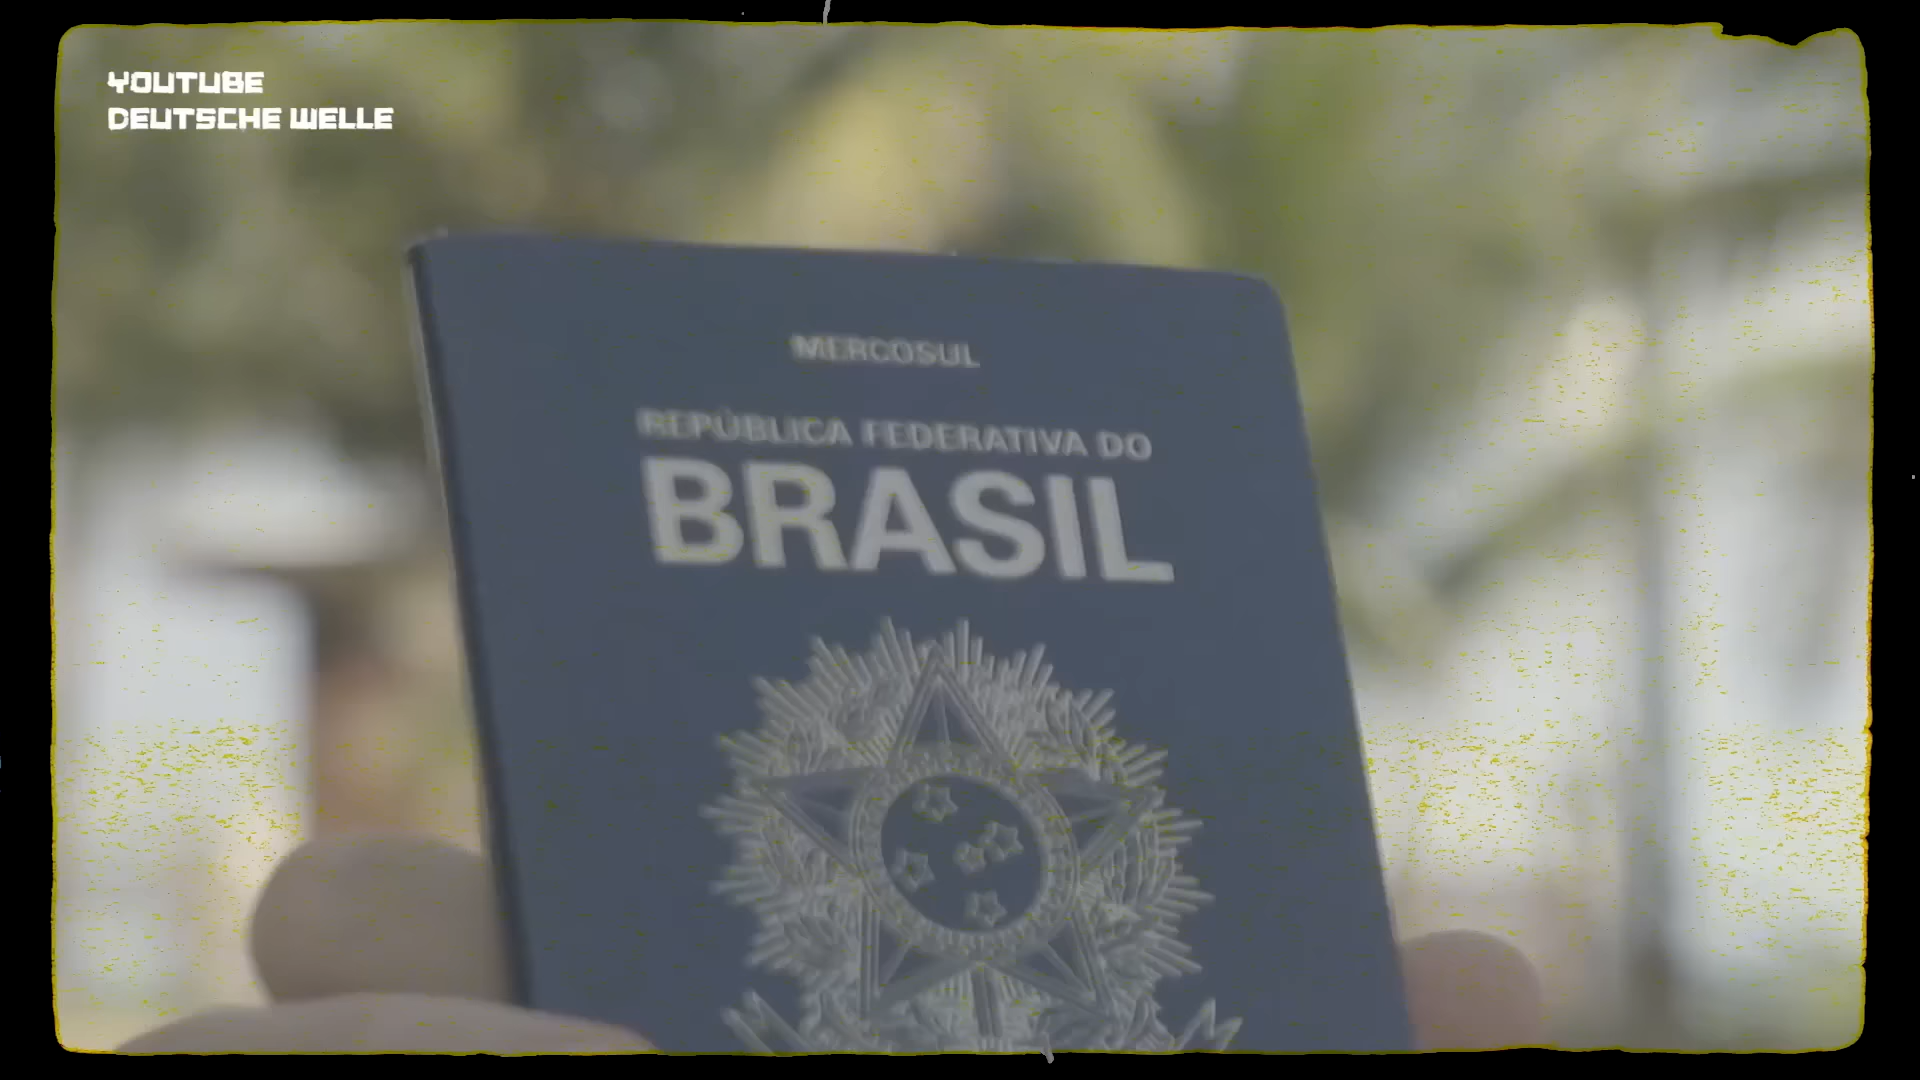 YOUTUBE
DEUTSCHE WELLE
MERCOSUL
REPÚBLICA FEDERATIVA DO
BRASIL